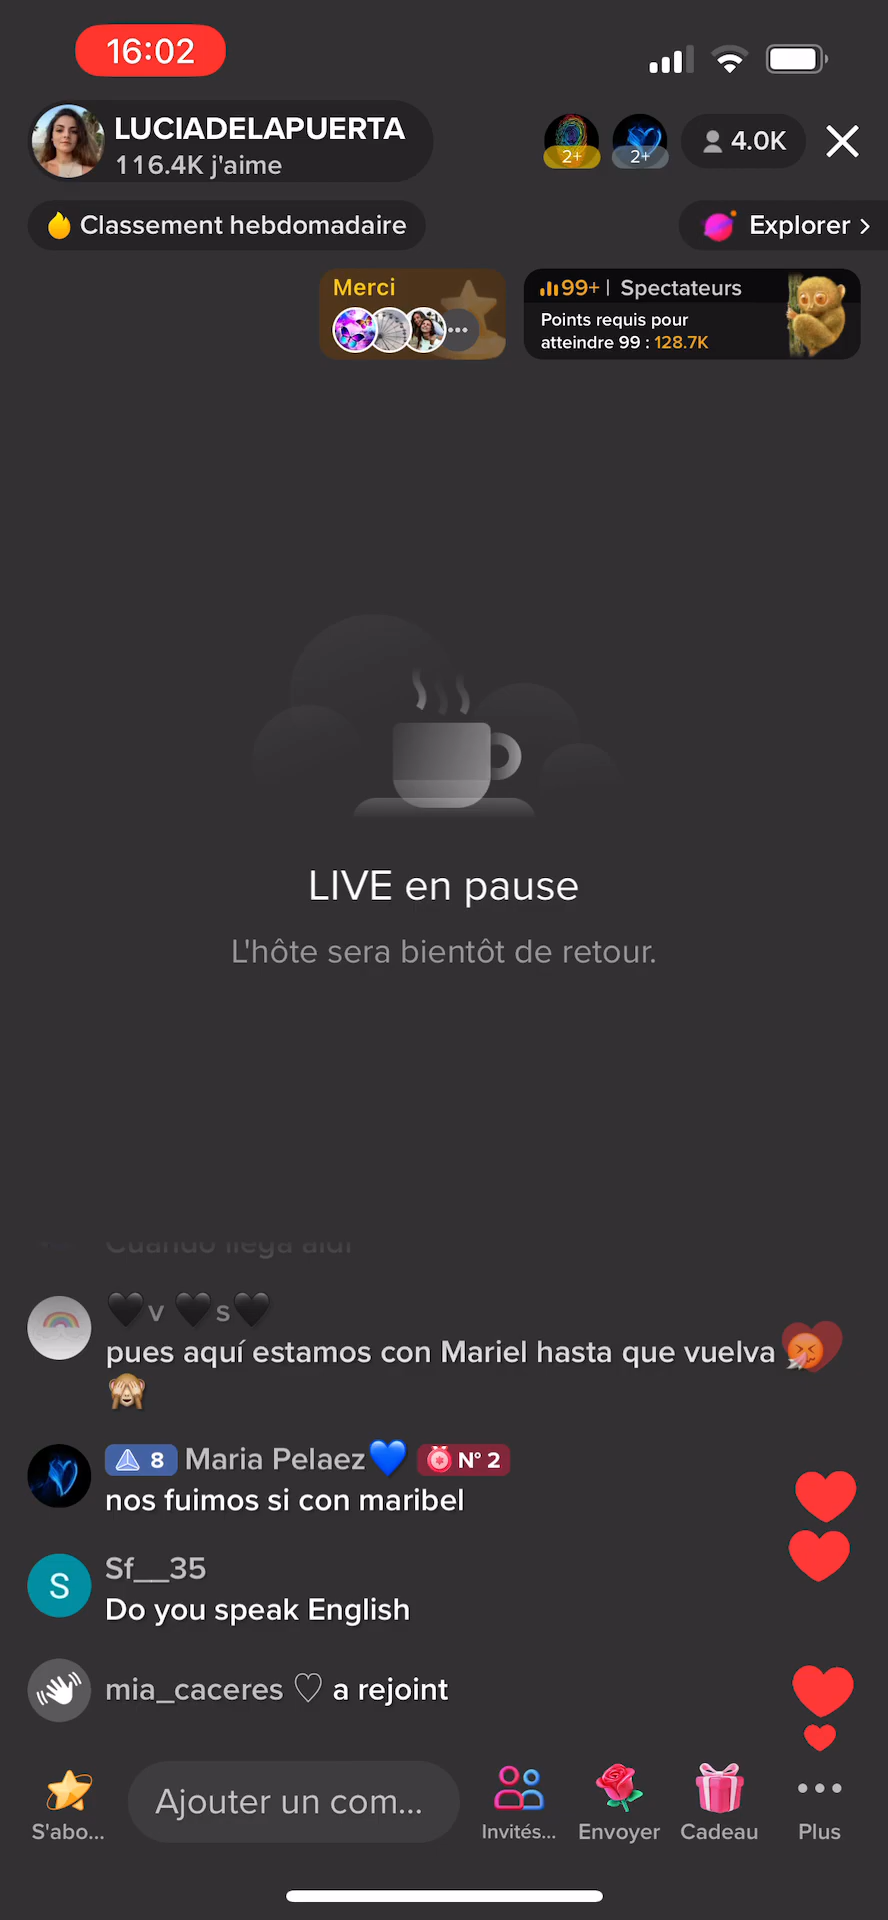 16:02
LUCIADELAPUERTA
116.4K j'aime
2+
2+
4.0K
Classement hebdomadaire
Explorer >
Merci
99+ | Spectateurs
Points requis pour
atteindre 99 : 128.7K
LIVE en pause
L'hôte sera bientôt de retour.
🖤v 🖤s🖤
pues aquí estamos con Mariel hasta que vuelva 🤧
🙈
8 Maria Pelaez💙 N° 2
nos fuimos si con maribel
S
Sf__35
Do you speak English
mia_caceres ♡ a rejoint
S'abo...
Ajouter un com...
Invités...
Envoyer
Cadeau
Plus